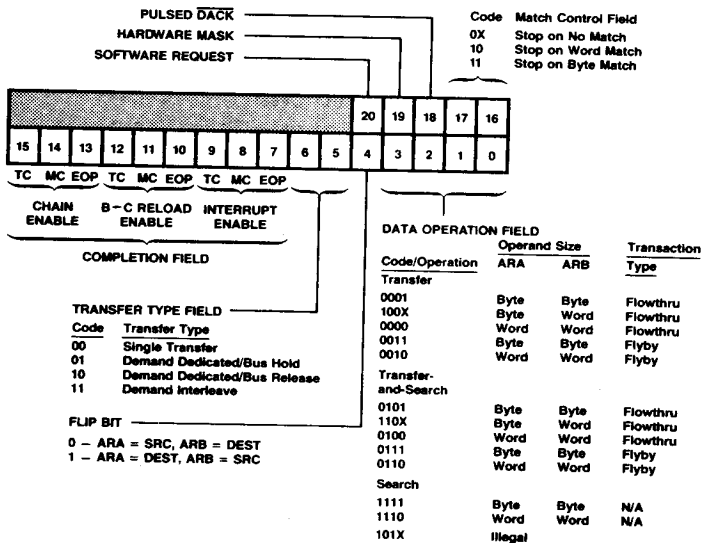 PULSED DACK
HARDWARE MASK
SOFTWARE REQUEST
Code Match Control Field
0X Stop on No Match
10 Stop on Word Match
11 Stop on Byte Match
20 19 18 17 16
15 14 13 12 11 10 9 8 7 6 5 4 3 2 1 0
TC MC EOP TC MC EOP TC MC EOP
CHAIN ENABLE
B-C RELOAD ENABLE
INTERRUPT ENABLE
COMPLETION FIELD
TRANSFER TYPE FIELD
Code Transfer Type
00 Single Transfer
01 Demand Dedicated/Bus Hold
10 Demand Dedicated/Bus Release
11 Demand Interleave
FLIP BIT
0 – ARA = SRC, ARB = DEST
1 – ARA = DEST, ARB = SRC
DATA OPERATION FIELD
Operand Size Transaction
Code/Operation ARA ARB Type
Transfer
0001 Byte Byte Flowthru
100X Byte Word Flowthru
0000 Word Word Flowthru
0011 Byte Byte Flyby
0010 Word Word Flyby
Transfer-
and-Search
0101 Byte Byte Flowthru
110X Byte Word Flowthru
0100 Word Word Flowthru
0111 Byte Byte Flyby
0110 Word Word Flyby
Search
1111 Byte Byte N/A
1110 Word Word N/A
101X Illegal